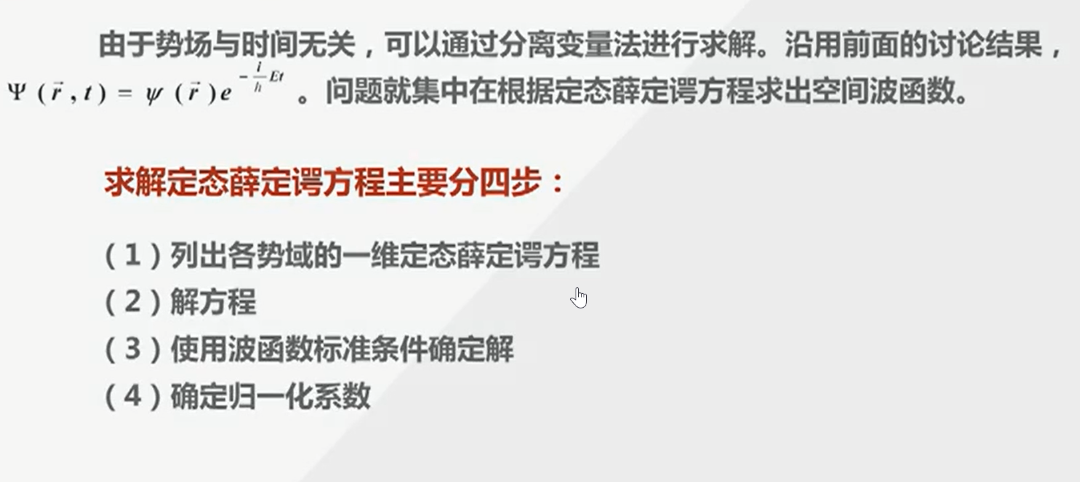 由于势场与时间无关，可以通过分离变量法进行求解。沿用前面的讨论结果，
Ψ(r⃗,t) = ψ(r⃗)e^{-\frac{i}{ħ}Et} 。问题就集中在根据定态薛定谔方程求出空间波函数。
求解定态薛定谔方程主要分四步：
（1）列出各势域的一维定态薛定谔方程
（2）解方程
（3）使用波函数标准条件确定解
（4）确定归一化系数